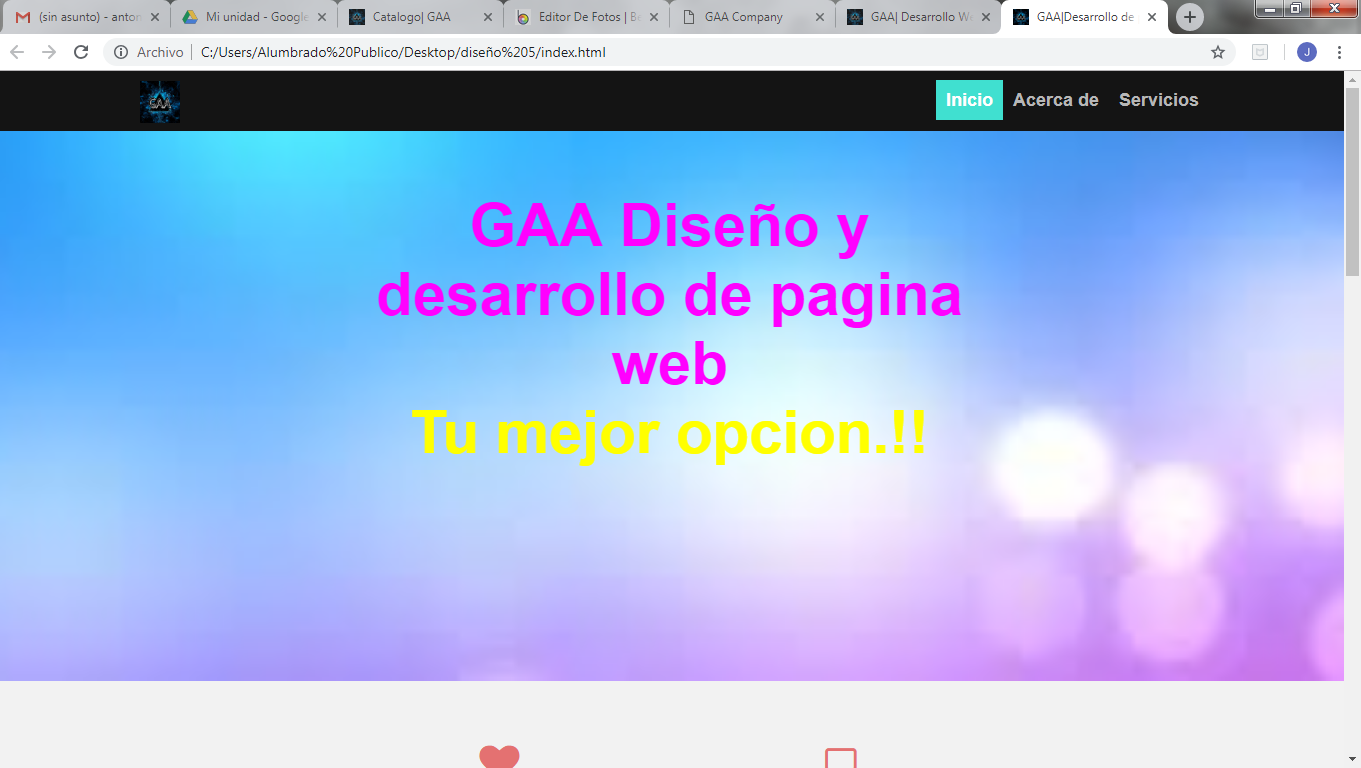 (sin asunto) - anton
Mi unidad - Google
Catalogo| GAA
Editor De Fotos | Be
GAA Company
GAA| Desarrollo We
GAA|Desarrollo de
Archivo
C:/Users/Alumbrado%20Publico/Desktop/diseño%205/index.html
J
GAA
Inicio
Acerca de
Servicios
GAA Diseño y
desarrollo de pagina
web
Tu mejor opcion.!!